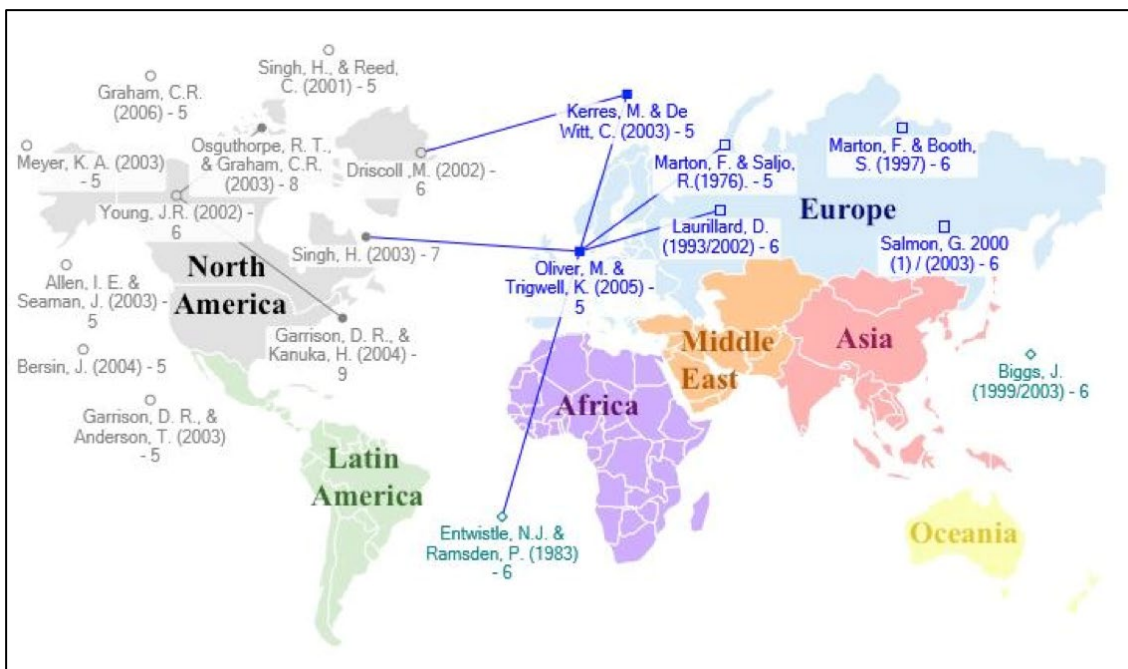 Singh, H., & Reed,
C. (2001) - 5
Graham, C.R.
(2006) - 5
Osguthorpe, R. T.,
& Graham, C.R.
(2003) - 8
Meyer, K. A. (2003)
- 5
Young, J.R. (2002) -
6
Driscoll ,M. (2002) -
6
Singh, H. (2003) - 7
North
America
Allen, I. E. &
Seaman, J. (2003) -
5
Garrison, D. R., &
Kanuka, H. (2004) -
9
Bersin, J. (2004) - 5
Garrison, D. R., &
Anderson, T. (2003)
- 5
Latin
America
Kerres, M. & De
Witt, C. (2003) - 5
Marton, F. & Saljo,
R.(1976). - 5
Marton, F. & Booth,
S. (1997) - 6
Europe
Laurillard, D.
(1993/2002) - 6
Salmon, G. 2000
(1) / (2003) - 6
Oliver, M. &
Trigwell, K. (2005) -
5
Middle
East
Asia
Africa
Biggs, J.
(1999/2003) - 6
Entwistle, N.J. &
Ramsden, P. (1983)
- 6
Oceania